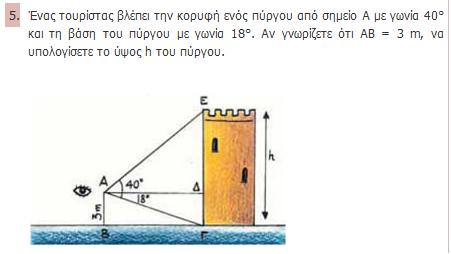 5. Ένας τουρίστας βλέπει την κορυφή ενός πύργου από σημείο Α με γωνία 40°
και τη βάση του πύργου με γωνία 18°. Αν γνωρίζετε ότι ΑΒ = 3 m, να
υπολογίσετε το ύψος h του πύργου.
Ε
Α
40°
Δ
h
18°
3m
Β
Γ